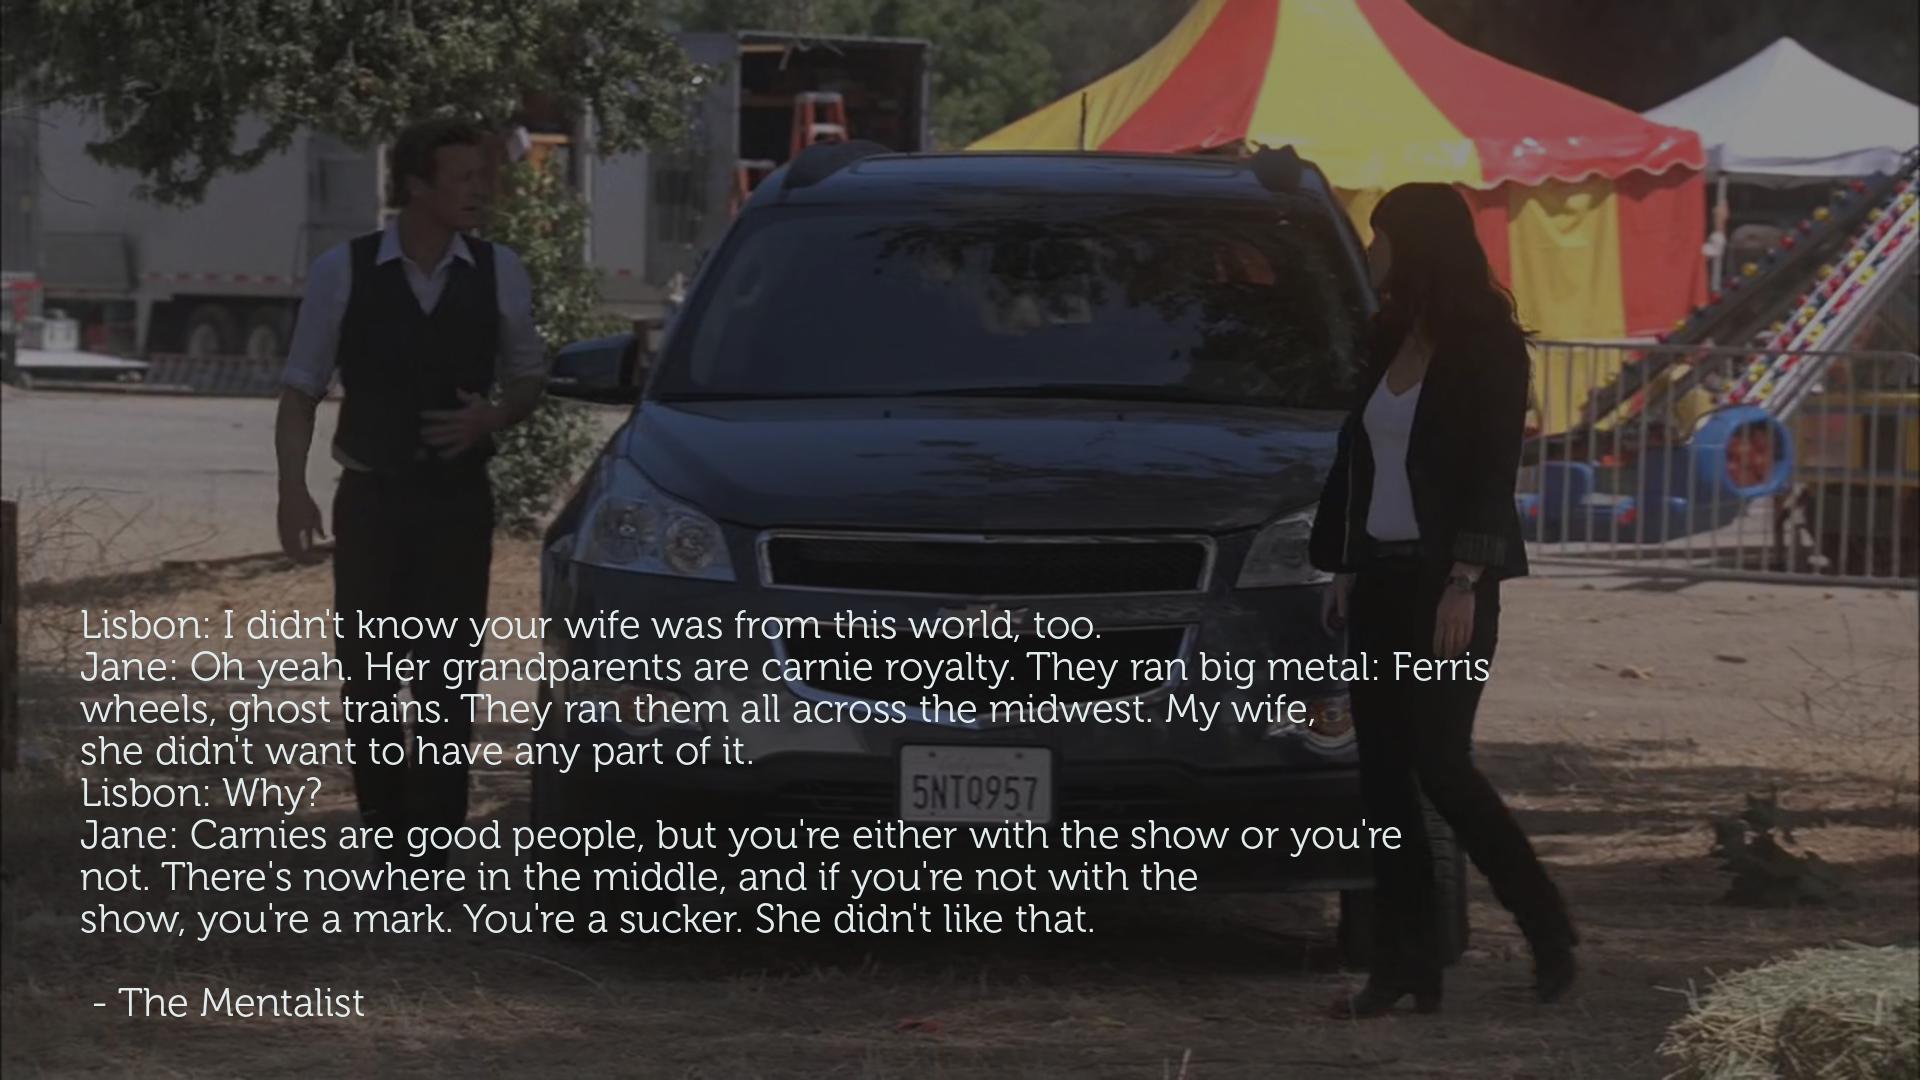 Lisbon: I didn't know your wife was from this world, too.
Jane: Oh yeah. Her grandparents are carnie royalty. They ran big metal: Ferris
wheels, ghost trains. They ran them all across the midwest. My wife,
she didn't want to have any part of it.
Lisbon: Why?
5NTQ957
Jane: Carnies are good people, but you're either with the show or you're
not. There's nowhere in the middle, and if you're not with the
show, you're a mark. You're a sucker. She didn't like that.
- The Mentalist